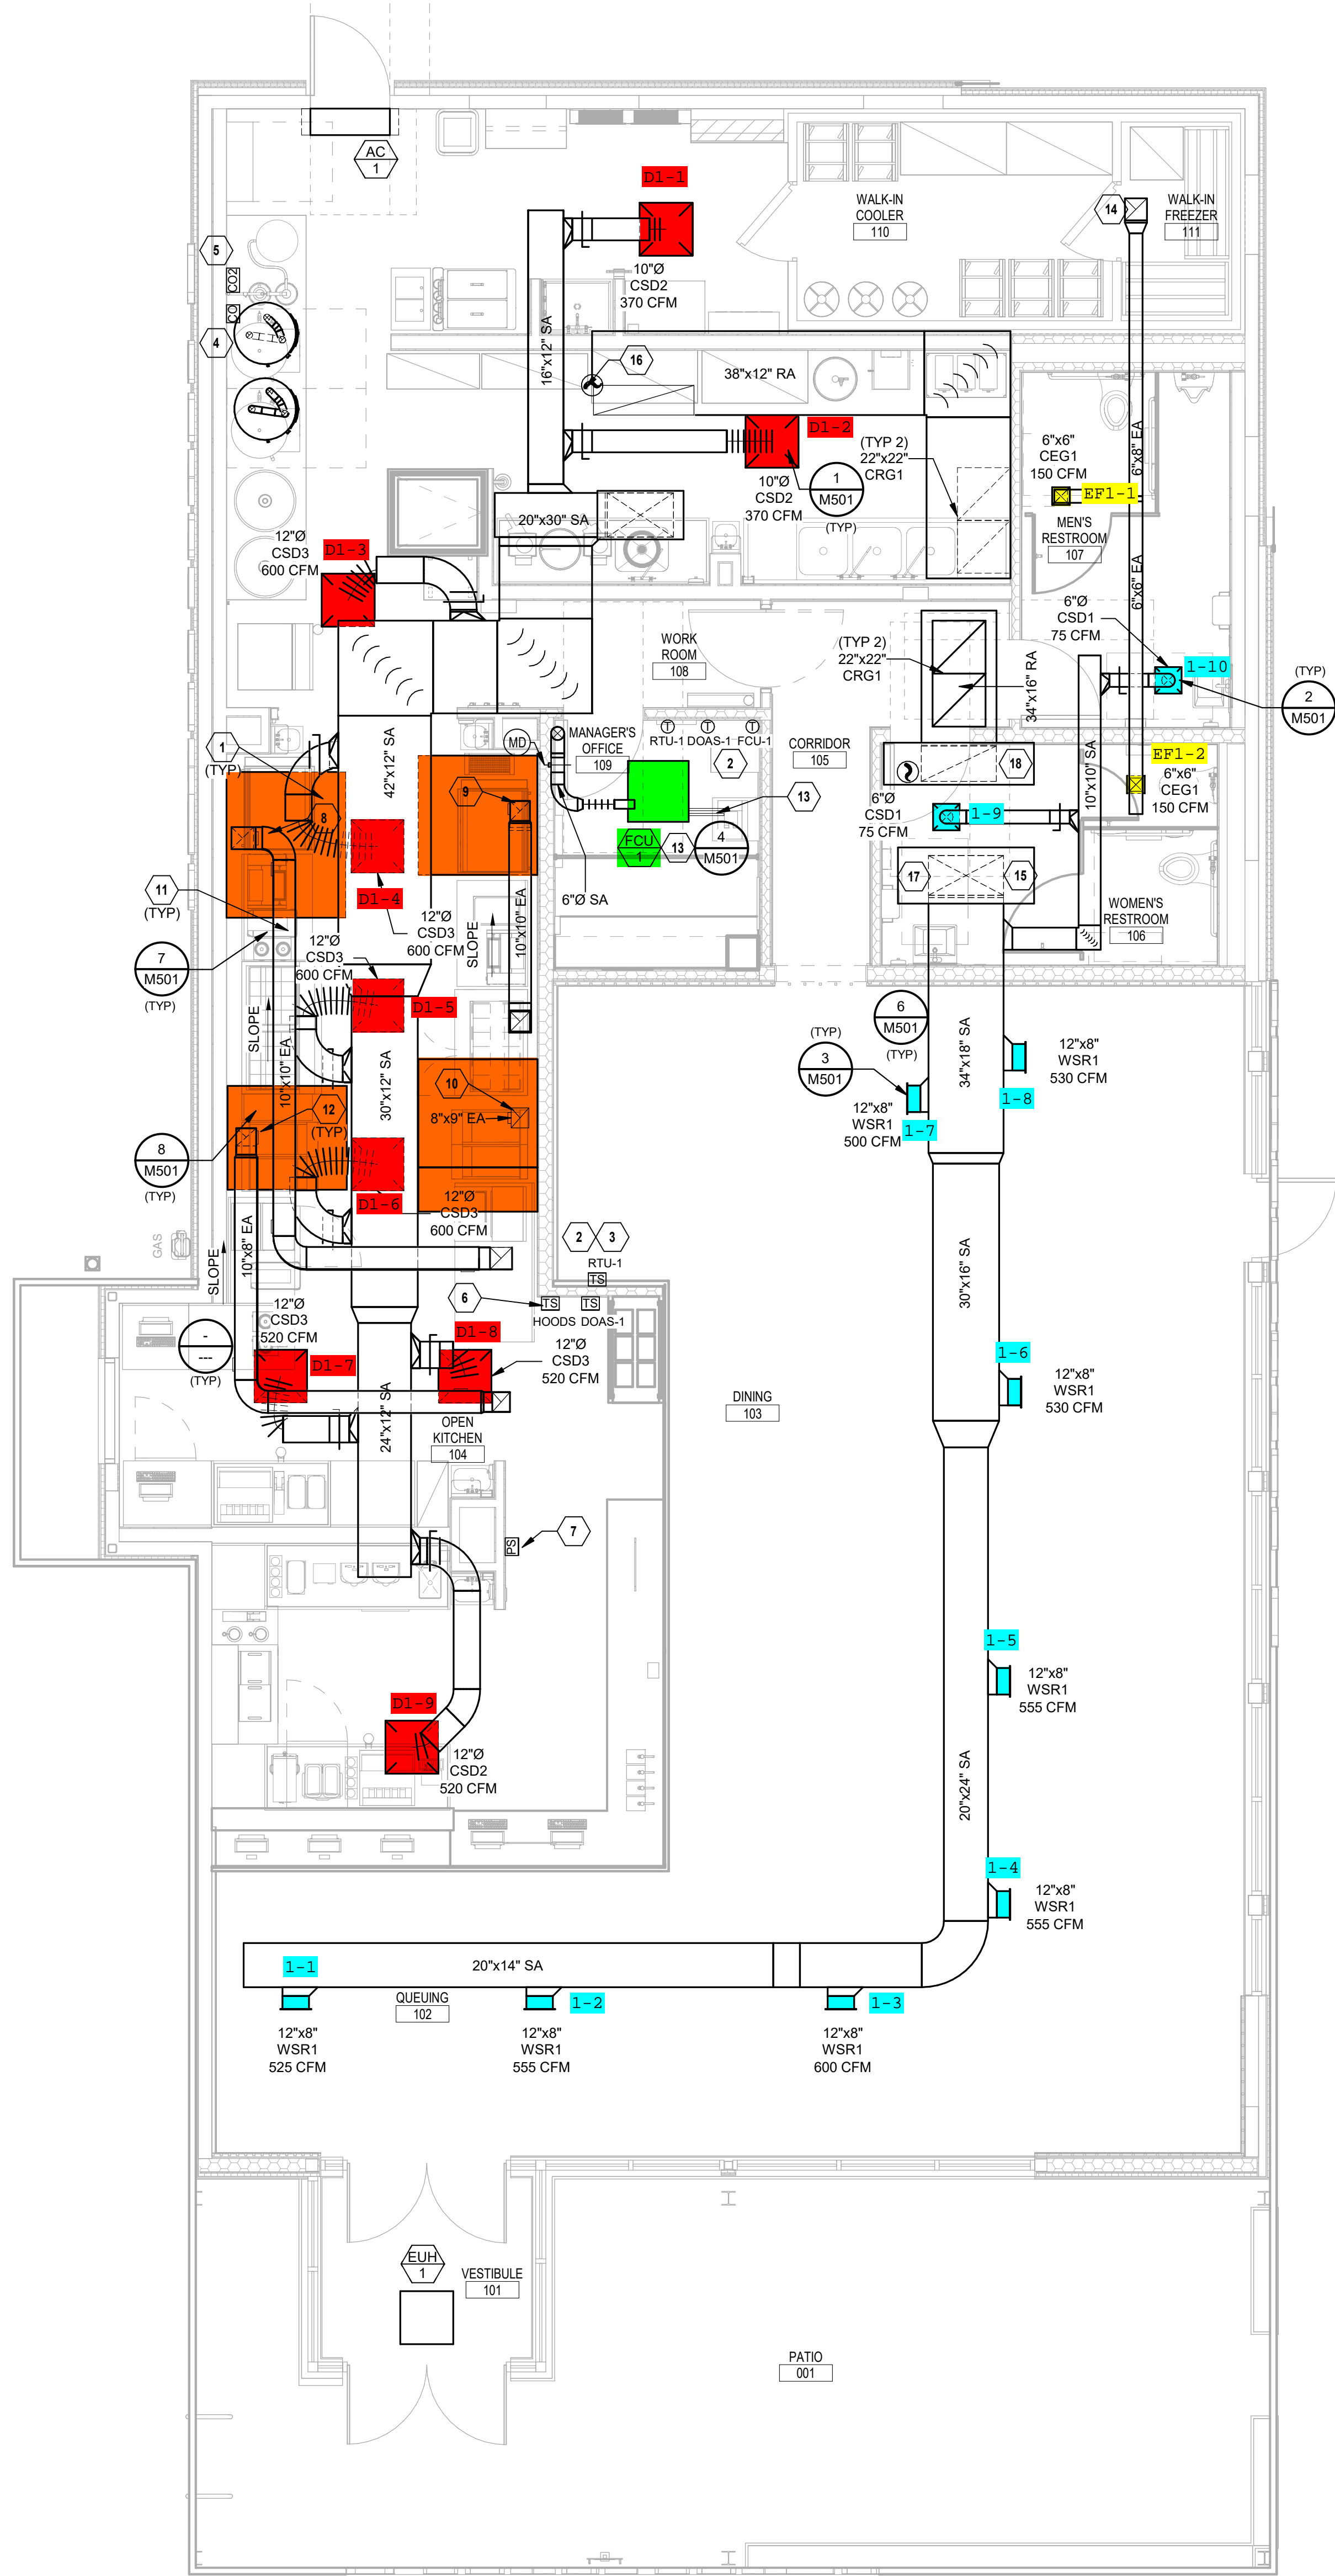 AC
1
D1-1
10"Ø
CSD2
370 CFM
WALK-IN
COOLER
110
14
WALK-IN
FREEZER
111
5
CO2
CO
4
16"x12" SA
16
38"x12" RA
D1-2
(TYP 2)
22"x22"
CRG1
10"Ø
CSD2
370 CFM
1
M501
(TYP)
6"x6"
CEG1
150 CFM
EF1-1
6"x8" EA
MEN'S
RESTROOM
107
20"x30" SA
12"Ø
CSD3
600 CFM
D1-3
6"x6" EA
6"Ø
CSD1
75 CFM
1-10
(TYP)
2
M501
WORK
ROOM
108
(TYP 2)
22"x22"
CRG1
34"x16" RA
1
(TYP)
42"x12" SA
MD
MANAGER'S
OFFICE
109
T
T
T
RTU-1
DOAS-1
FCU-1
2
CORRIDOR
105
18
10"x10" SA
EF1-2
6"x6"
CEG1
150 CFM
8
9
13
6"Ø
CSD1
75 CFM
1-9
FCU
1
13
4
M501
D1-4
11
(TYP)
6"Ø SA
17
15
WOMEN'S
RESTROOM
106
12"Ø
CSD3
600 CFM
SLOPE
10"x10" EA
12"Ø
CSD3
600 CFM
7
M501
(TYP)
D1-5
SLOPE
10"x10" EA
30"x12" SA
6
M501
(TYP)
34"x18" SA
12"x8"
WSR1
530 CFM
1-8
(TYP)
3
M501
12"x8"
WSR1
500 CFM
1-7
10
8"x9" EA
12
(TYP)
8
M501
(TYP)
D1-6
12"Ø
CSD3
600 CFM
GAS
SLOPE
10"x8" EA
2
3
RTU-1
TS
6
TS
TS
HOODS
DOAS-1
30"x16" SA
12"Ø
CSD3
520 CFM
-
---
(TYP)
D1-7
D1-8
12"Ø
CSD3
520 CFM
1-6
12"x8"
WSR1
530 CFM
24"x12" SA
DINING
103
OPEN
KITCHEN
104
PS
7
1-5
12"x8"
WSR1
555 CFM
D1-9
12"Ø
CSD2
520 CFM
20"x24" SA
1-4
12"x8"
WSR1
555 CFM
1-1
20"x14" SA
QUEUING
102
1-2
1-3
12"x8"
WSR1
525 CFM
12"x8"
WSR1
555 CFM
12"x8"
WSR1
600 CFM
EUH
1
VESTIBULE
101
PATIO
001